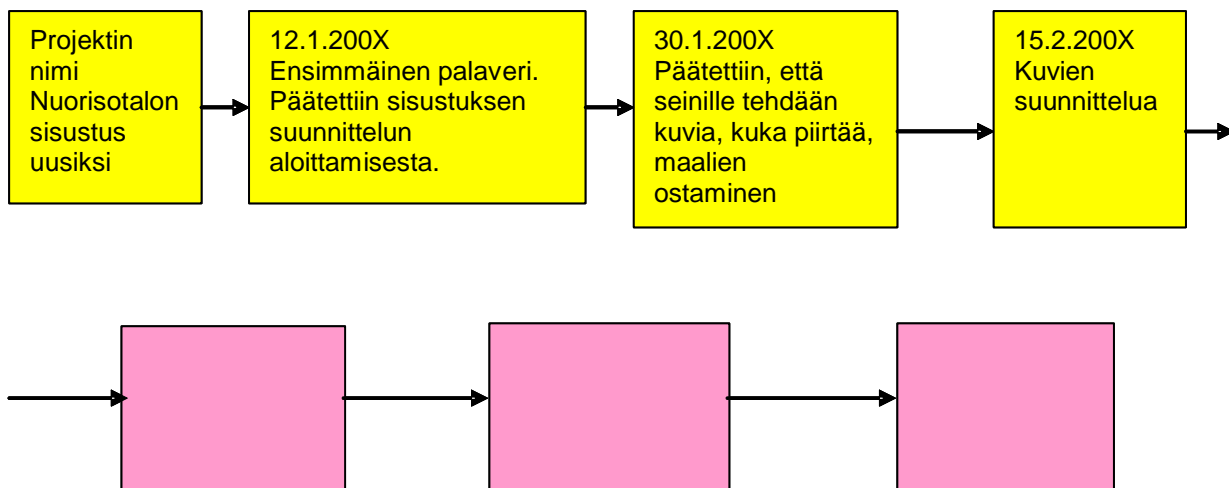 Projektin
nimi
Nuorisotalon
sisustus
uusiksi
12.1.200X
Ensimmäinen palaveri.
Päätettiin sisustuksen
suunnittelun
aloittamisesta.
30.1.200X
Päätettiin, että
seinille tehdään
kuvia, kuka piirtää,
maalien
ostaminen
15.2.200X
Kuvien
suunnittelua